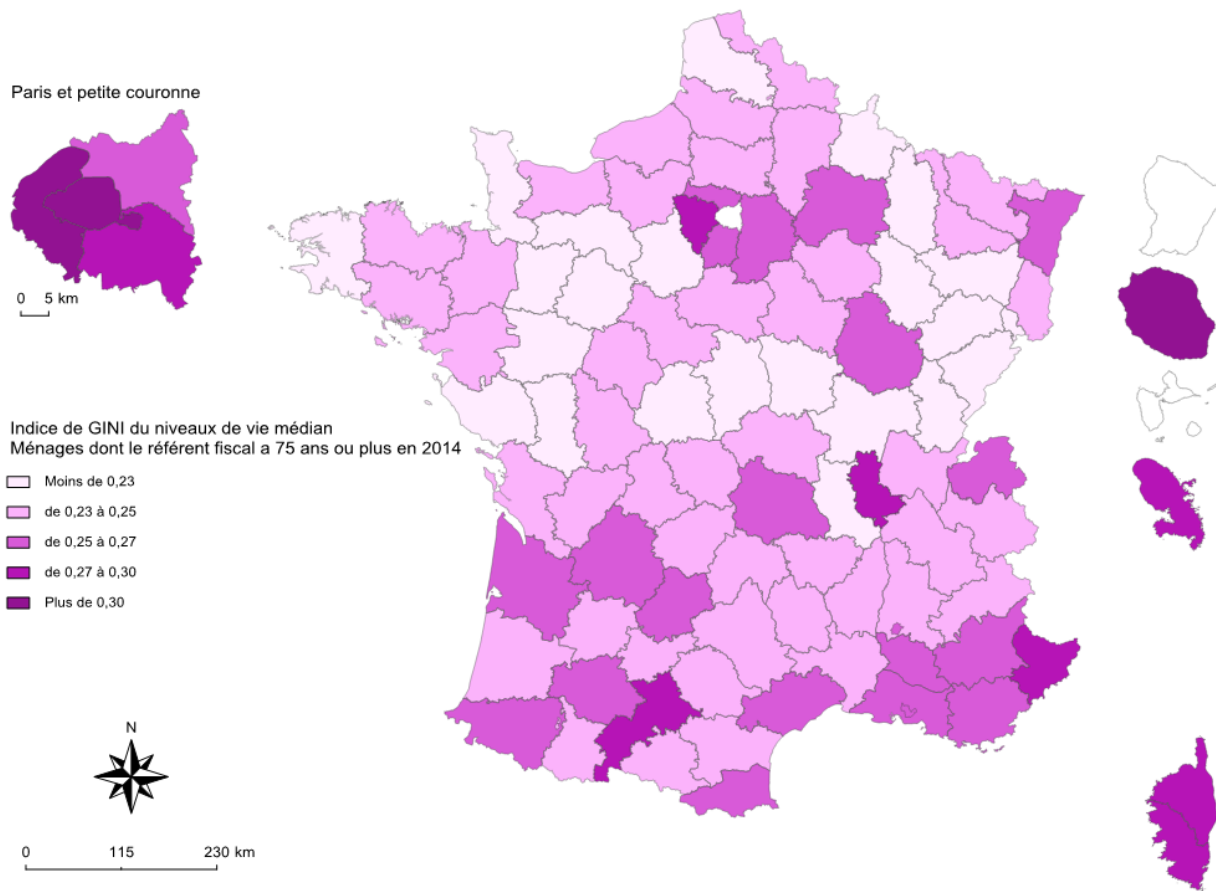 Paris et petite couronne
0 5 km
Indice de GINI du niveaux de vie médian
Ménages dont le référent fiscal a 75 ans ou plus en 2014
Moins de 0,23
de 0,23 à 0,25
de 0,25 à 0,27
de 0,27 à 0,30
Plus de 0,30
N
0 115 230 km